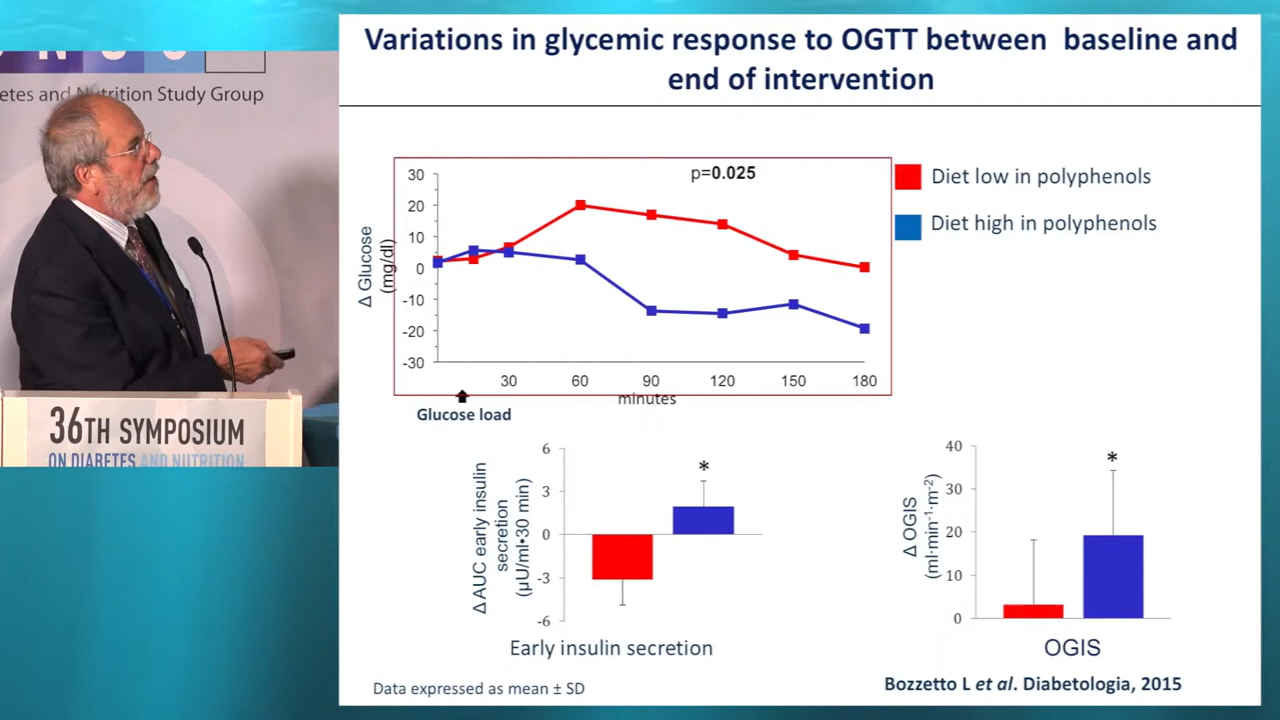 Variations in glycemic response to OGTT between baseline and
end of intervention
etes and Nutrition Study Group
36TH SYMPOSIUM
ON DIABETES AND NUTRITION
p=0.025
Δ Glucose
(mg/dl)
30
20
10
0
-10
-20
-30
30 60 90 120 150 180
minutes
Glucose load
Diet low in polyphenols
Diet high in polyphenols
Δ AUC early insulin
secretion
(µU/ml•30 min)
6
3
0
-3
-6
*
Early insulin secretion
Δ OGIS
(ml·min-1·m-2)
40
30
20
10
0
*
OGIS
Data expressed as mean ± SD
Bozzetto L et al. Diabetologia, 2015